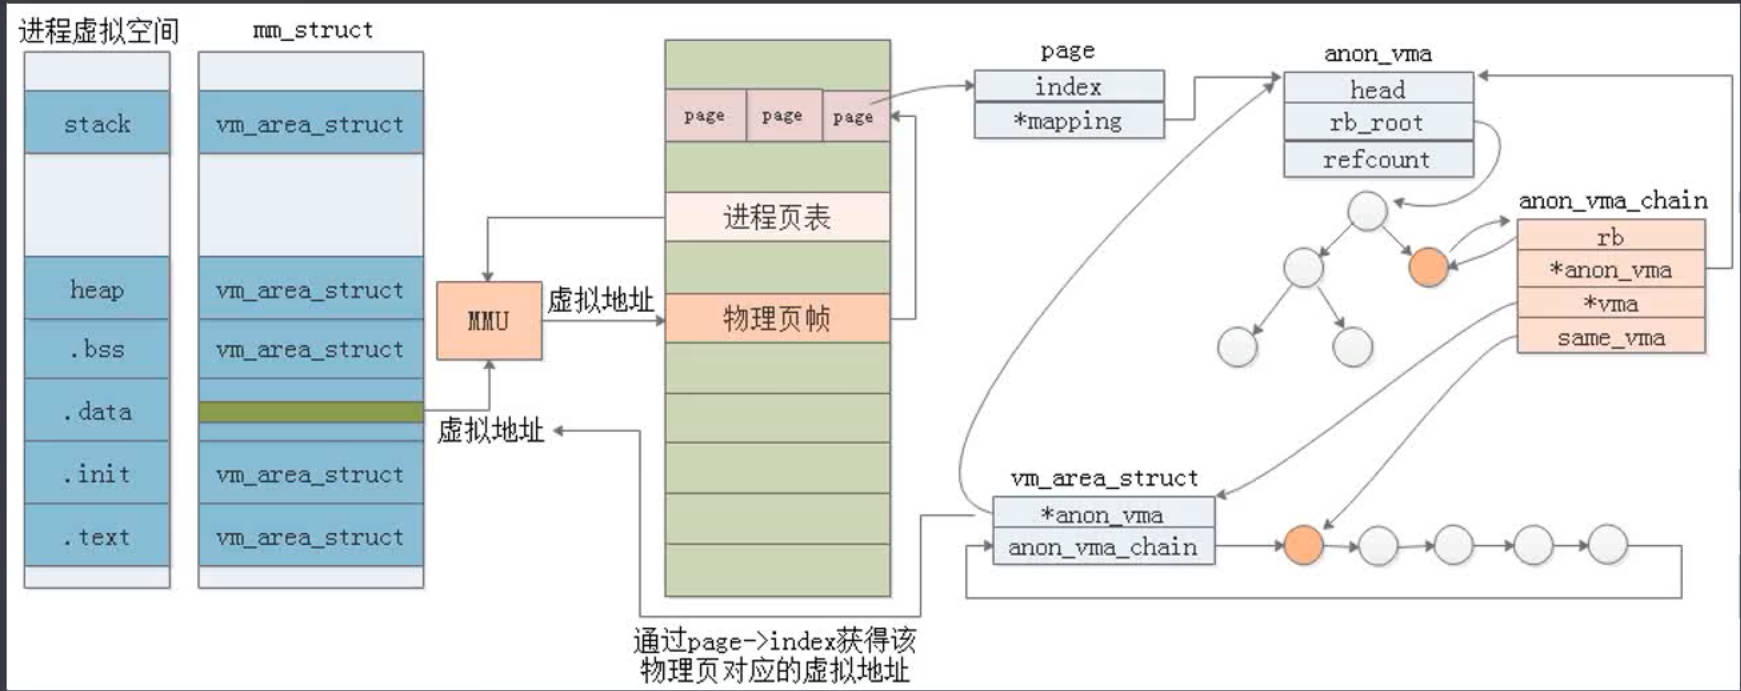 进程虚拟空间
stack
heap
.bss
.data
.init
.text
mm_struct
vm_area_struct
vm_area_struct
vm_area_struct
vm_area_struct
vm_area_struct
MMU
虚拟地址
虚拟地址
page
page
page
进程页表
物理页帧
通过page->index获得该
物理页对应的虚拟地址
page
index
*mapping
anon_vma
head
rb_root
refcount
anon_vma_chain
rb
*anon_vma
*vma
same_vma
vm_area_struct
*anon_vma
anon_vma_chain